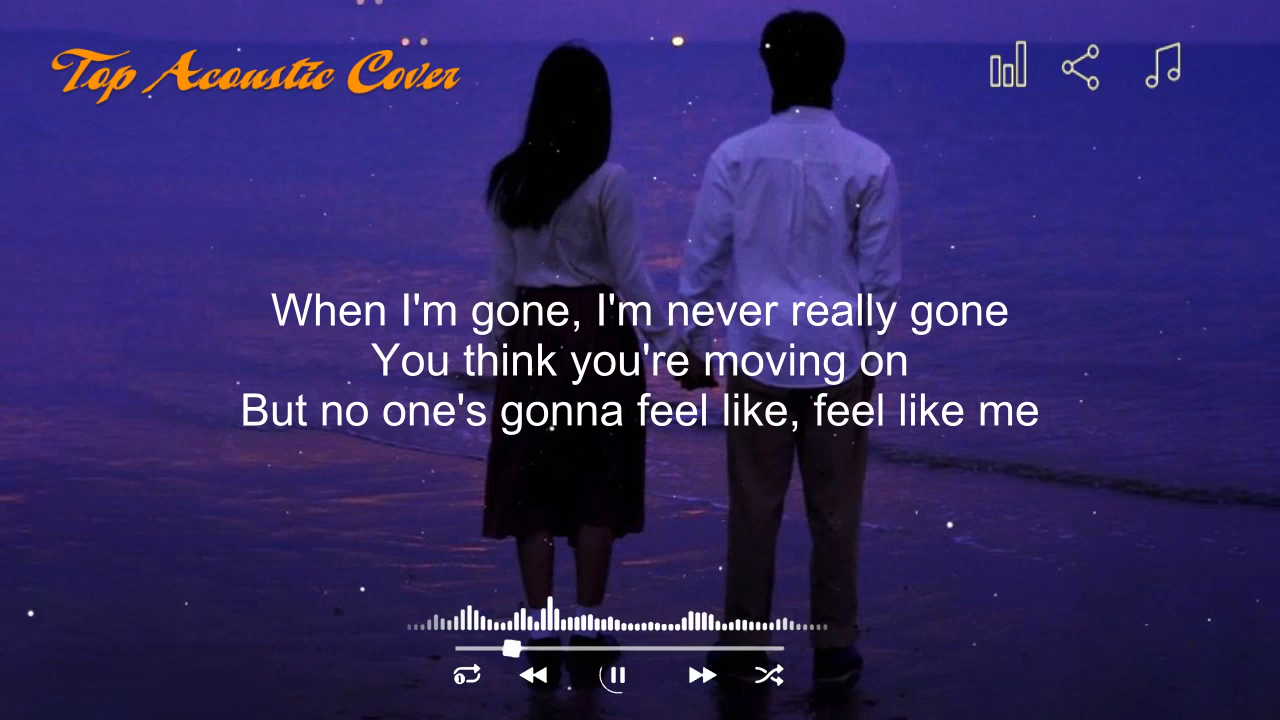 Top Acoustic Cover
When I'm gone, I'm never really gone
You think you're moving on
But no one's gonna feel like, feel like me
1